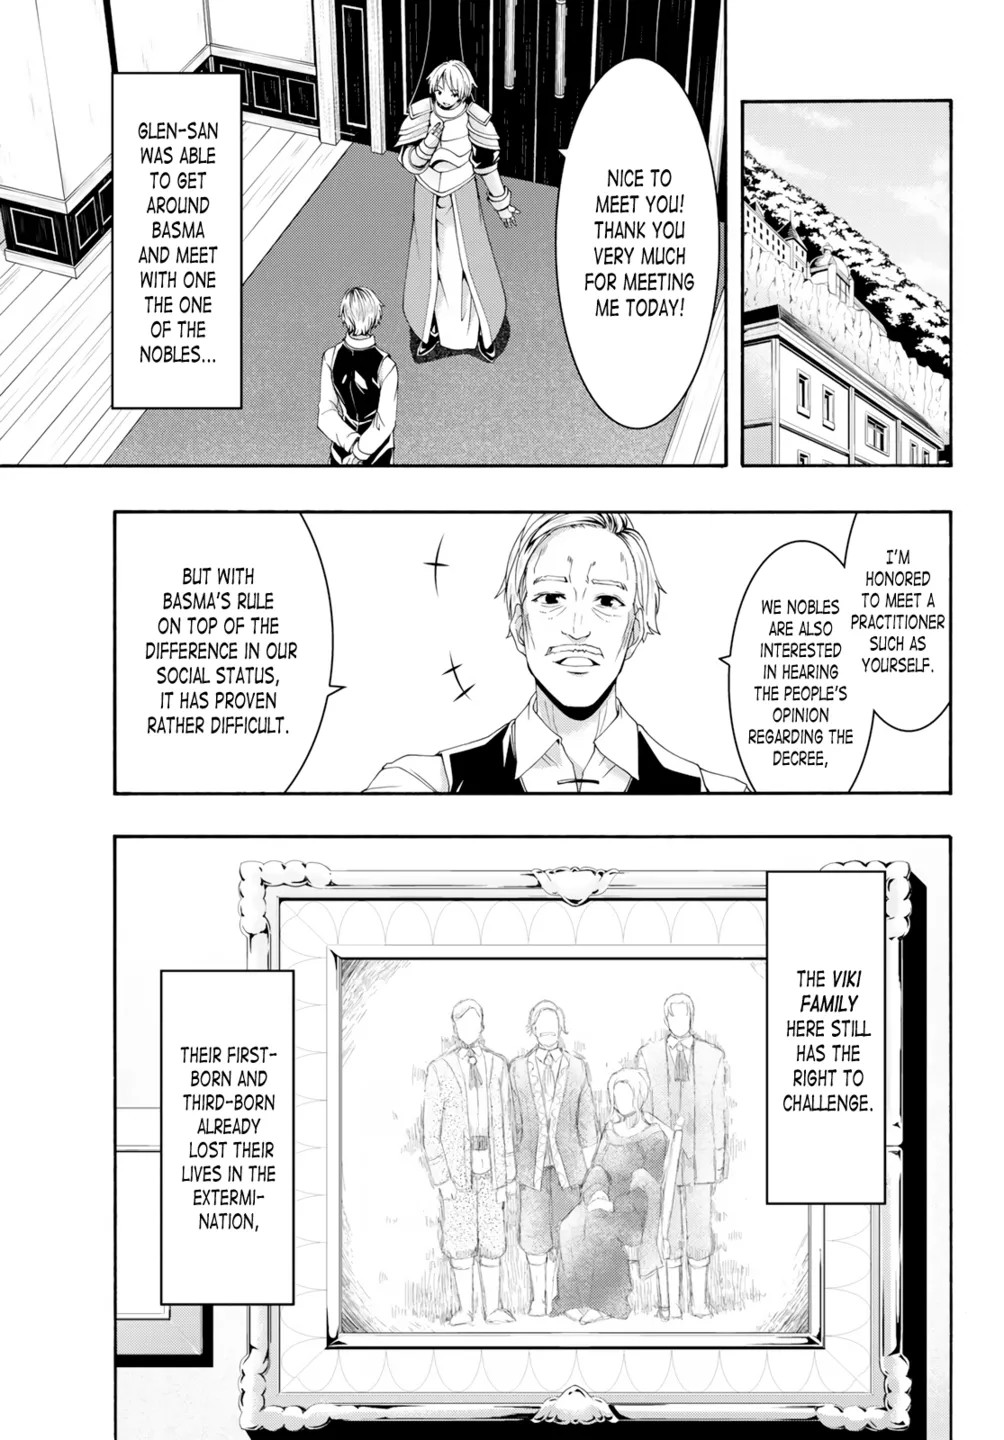 NICE TO
MEET YOU!
THANK YOU
VERY MUCH
FOR MEETING
ME TODAY!
GLEN-SAN
WAS ABLE
TO GET
AROUND
BASMA
AND MEET
WITH ONE
THE ONE
OF THE
NOBLES...
I'M
HONORED
TO MEET A
PRACTITIONER
SUCH AS
YOURSELF.
WE NOBLES
ARE ALSO
INTERESTED
IN HEARING
THE PEOPLE'S
OPINION
REGARDING THE
DECREE,
BUT WITH
BASMA'S RULE
ON TOP OF THE
DIFFERENCE IN OUR
SOCIAL STATUS,
IT HAS PROVEN
RATHER DIFFICULT.
THE VIKI
FAMILY
HERE STILL
HAS THE
RIGHT TO
CHALLENGE.
THEIR FIRST-
BORN AND
THIRD-BORN
ALREADY
LOST THEIR
LIVES IN THE
EXTERMI-
NATION,